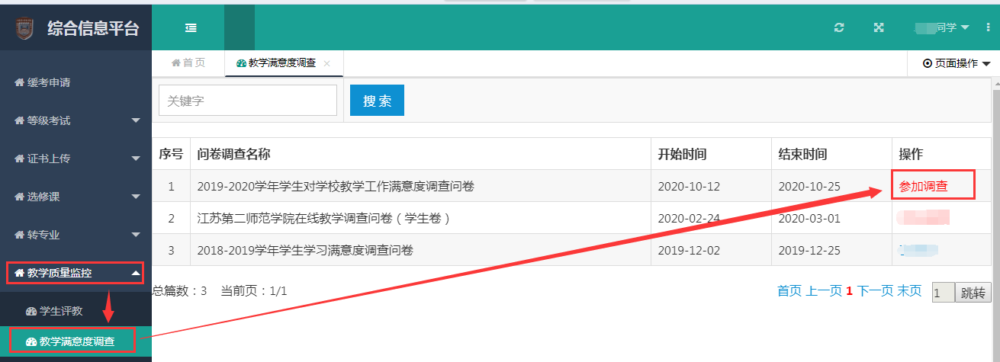 综合信息平台
同学
缓考申请
等级考试
证书上传
选修课
转专业
教学质量监控
学生评教
教学满意度调查
首页 教学满意度调查 × 页面操作
关键字 搜 索
序号 问卷调查名称 开始时间 结束时间 操作
1 2019-2020学年学生对学校教学工作满意度调查问卷 2020-10-12 2020-10-25 参加调查
2 江苏第二师范学院在线教学调查问卷（学生卷） 2020-02-24 2020-03-01
3 2018-2019学年学生学习满意度调查问卷 2019-12-02 2019-12-25
总篇数：3 当前页：1/1 首页 上一页 1 下一页 末页 1 跳转